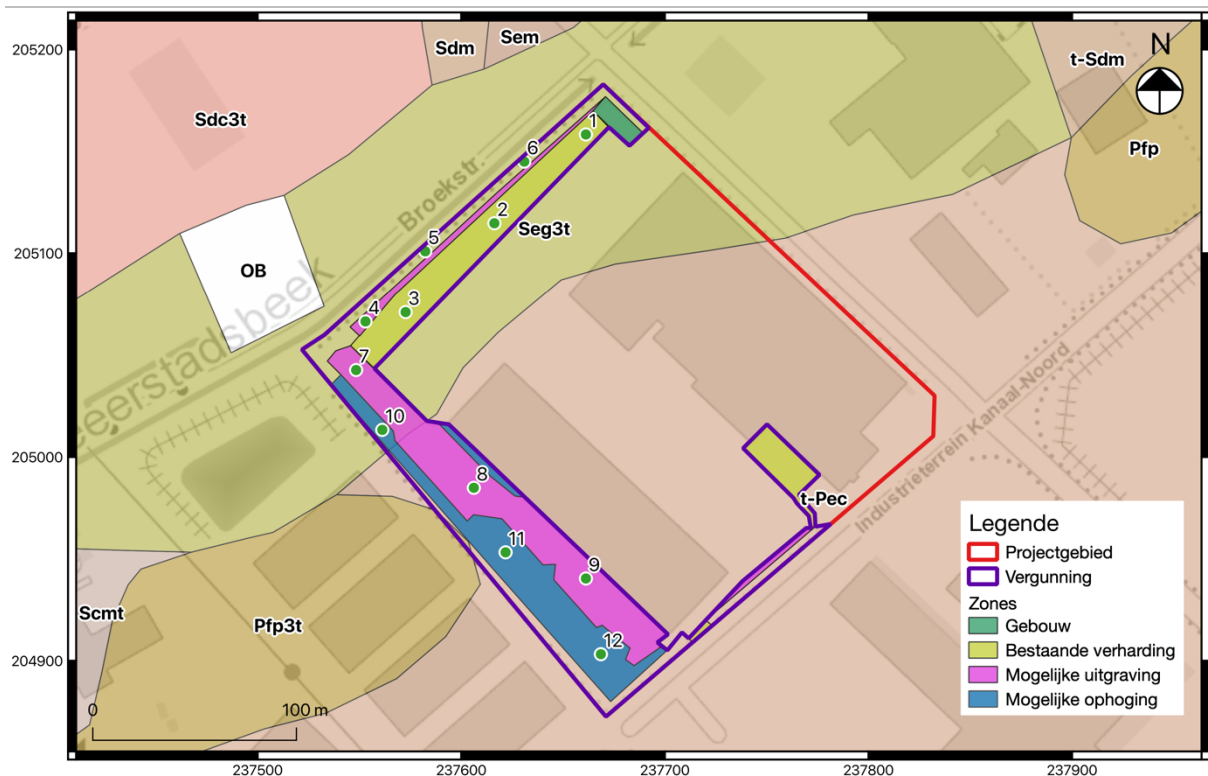 205200
205100
205000
204900
Sdm
Sem
t-Sdm
N
Sdc3t
Pfp
1
6
Broekstr.
2
5
Seg3t
OB
3
4
7
10
8
t-Pec
11
9
12
Industrieterrein Kanaal-Noord
eerstadsbeek
Scmt
Pfp3t
Legende
Projectgebied
Vergunning
Zones
Gebouw
Bestaande verharding
Mogelijke uitgraving
Mogelijke ophoging
0 100 m
237500 237600 237700 237800 237900